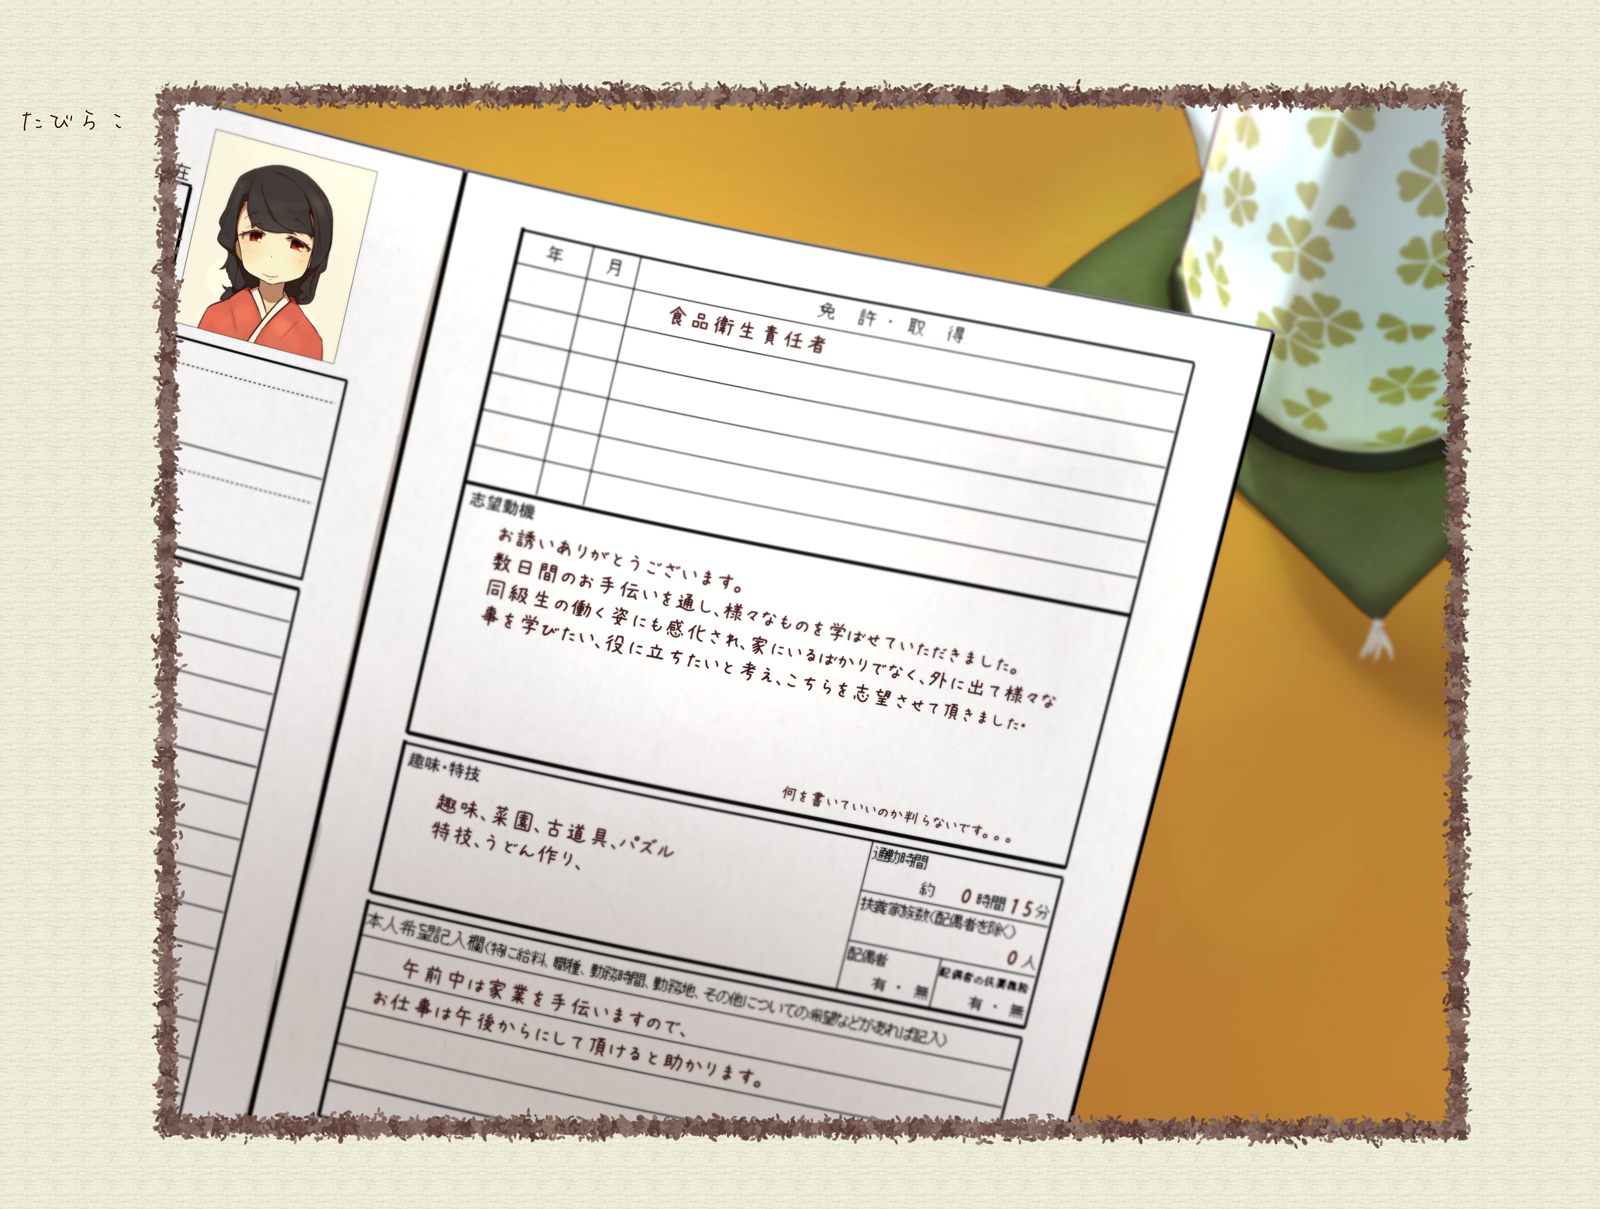 たびらこ
在
年 月 免許・取得
食品衛生責任者
志望動機
お誘いありがとうございます。
数日間のお手伝いを通し、様々なものを学ばせていただきました。
同級生の働く姿にも感化され、家にいるばかりでなく、外に出て様々な
事を学びたい、役に立ちたいと考え、こちらを志望させて頂きました。
何を書いていいのか判らないです。。。
趣味・特技
趣味、菜園、古道具、パズル
特技、うどん作り、
通勤時間
約 0時間15分
扶養家族数(配偶者を除く)
0人
配偶者
有・無
配偶者の扶養義務
有・無
本人希望記入欄(特に給料、職種、勤務時間、勤務地、その他についての希望などがあれば記入)
午前中は家業を手伝いますので、
お仕事は午後からにして頂けると助かります。